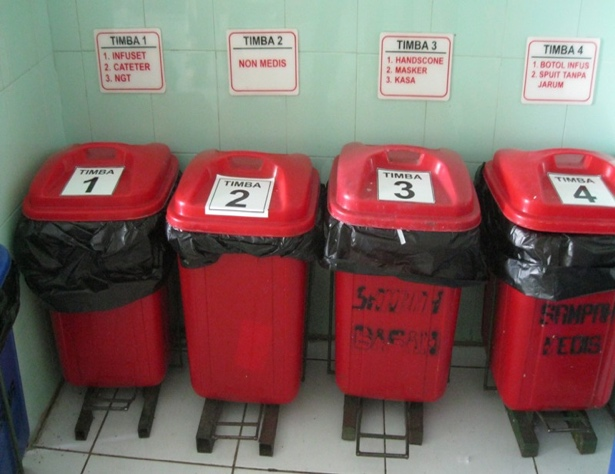 TIMBA 1
1. INFUSET
2. CATETER
3. NGT
TIMBA 2
NON MEDIS
TIMBA 3
1. HANDSCONE
2. MASKER
3. KASA
TIMBA 4
1. BOTOL INFUS
2. SPUIT TANPA
JARUM
TIMBA
1
TIMBA
2
TIMBA
3
TIMBA
4
SAMPAH
MEDIS